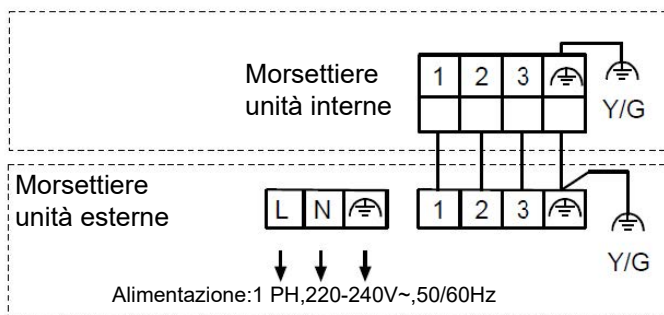 Morsettiere
unità interne
1 2 3
Y/G
Morsettiere
unità esterne
L N
1 2 3
Y/G
Alimentazione:1 PH,220-240V~,50/60Hz